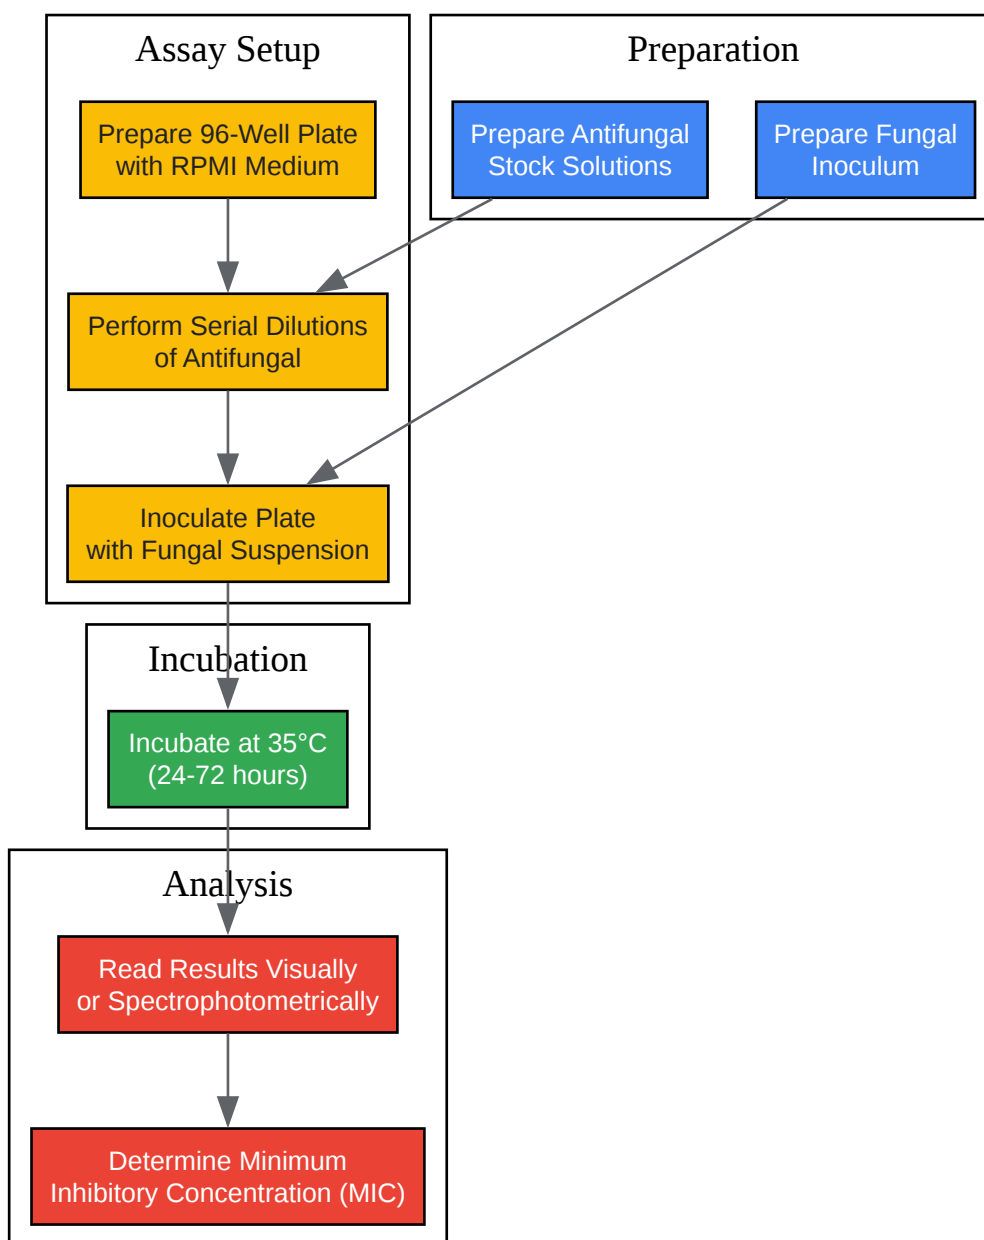 Assay Setup
Prepare 96-Well Plate
with RPMI Medium
Perform Serial Dilutions
of Antifungal
Inoculate Plate
with Fungal Suspension
Preparation
Prepare Antifungal
Stock Solutions
Prepare Fungal
Inoculum
Incubation
Incubate at 35°C
(24-72 hours)
Analysis
Read Results Visually
or Spectrophotometrically
Determine Minimum
Inhibitory Concentration (MIC)